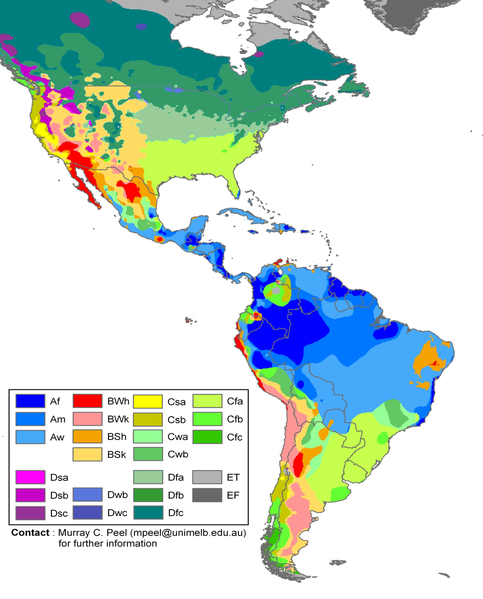 Af BWh Csa Cfa
Am BWk Csb Cfb
Aw BSh Cwa Cfc
BSk Cwb
Dsa Dfa ET
Dsb Dwb Dfb EF
Dsc Dwc Dfc
Contact : Murray C. Peel (mpeel@unimelb.edu.au)
for further information